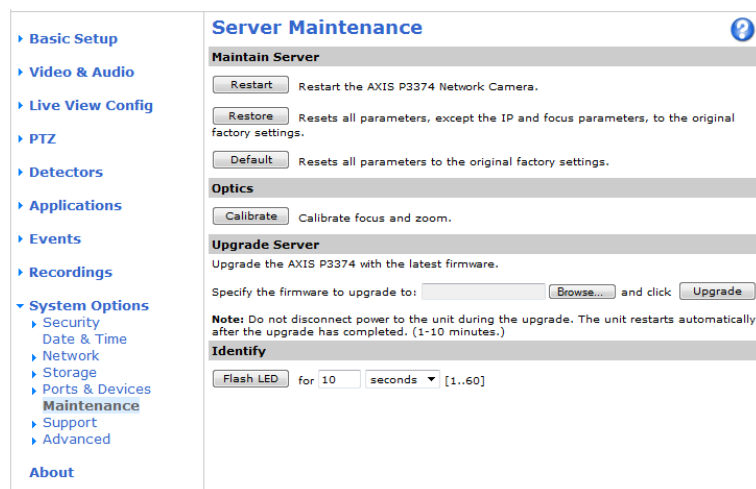 Basic Setup
Video & Audio
Live View Config
PTZ
Detectors
Applications
Events
Recordings
System Options
Security
Date & Time
Network
Storage
Ports & Devices
Maintenance
Support
Advanced
About
Server Maintenance
?
Maintain Server
Restart Restart the AXIS P3374 Network Camera.
Restore Resets all parameters, except the IP and focus parameters, to the original
factory settings.
Default Resets all parameters to the original factory settings.
Optics
Calibrate Calibrate focus and zoom.
Upgrade Server
Upgrade the AXIS P3374 with the latest firmware.
Specify the firmware to upgrade to: Browse... and click Upgrade
Note: Do not disconnect power to the unit during the upgrade. The unit restarts automatically
after the upgrade has completed. (1-10 minutes.)
Identify
Flash LED for 10 seconds [1..60]